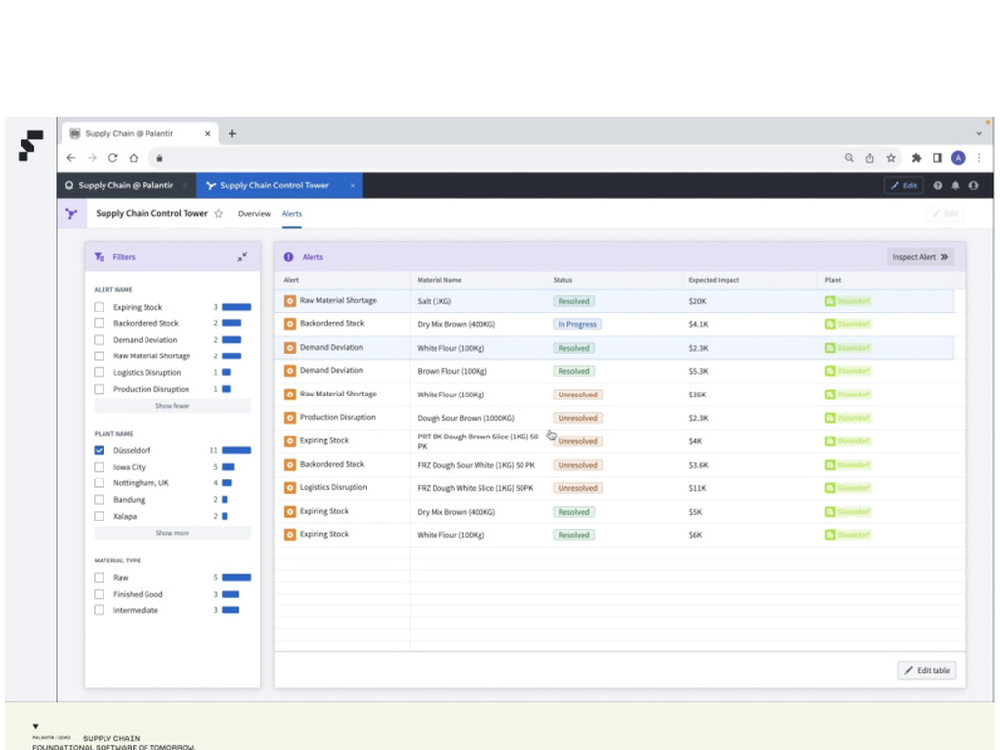 Supply Chain @ Palantir
Supply Chain @ Palantir
Supply Chain Control Tower
Edit
A
Supply Chain Control Tower
Overview
Alerts
Edit
Filters
Alerts
Inspect Alert
Alert Material Name Status Expected Impact Plant
ALERT NAME
Expiring Stock 3
Backordered Stock 2
Demand Deviation 2
Raw Material Shortage 2
Logistics Disruption 1
Production Disruption 1
Show fewer
PLANT NAME
Düsseldorf 11
Iowa City 5
Nottingham, UK 4
Bandung 2
Xalapa 2
Show more
MATERIAL TYPE
Raw 5
Finished Good 3
Intermediate 3
Raw Material Shortage Salt (1KG) Resolved $20K Düsseldorf
Backordered Stock Dry Mix Brown (400KG) In Progress $4.1K Düsseldorf
Demand Deviation White Flour (100Kg) Resolved $2.3K Düsseldorf
Demand Deviation Brown Flour (100Kg) Resolved $5.3K Düsseldorf
Raw Material Shortage White Flour (100Kg) Unresolved $35K Düsseldorf
Production Disruption Dough Sour Brown (1000KG) Unresolved $2.3K Düsseldorf
Expiring Stock PRT BK Dough Brown Slice (1KG) 50 PK Unresolved $4K Düsseldorf
Backordered Stock FRZ Dough Sour White (1KG) 50 PK Unresolved $3.6K Düsseldorf
Logistics Disruption FRZ Dough White Slice (1KG) 50PK Unresolved $11K Düsseldorf
Expiring Stock Dry Mix Brown (400KG) Resolved $5K Düsseldorf
Expiring Stock White Flour (100Kg) Resolved $6K Düsseldorf
Edit table
PALANTIR / DEMO SUPPLY CHAIN
FOUNDATIONAL SOFTWARE OF TOMORROW.